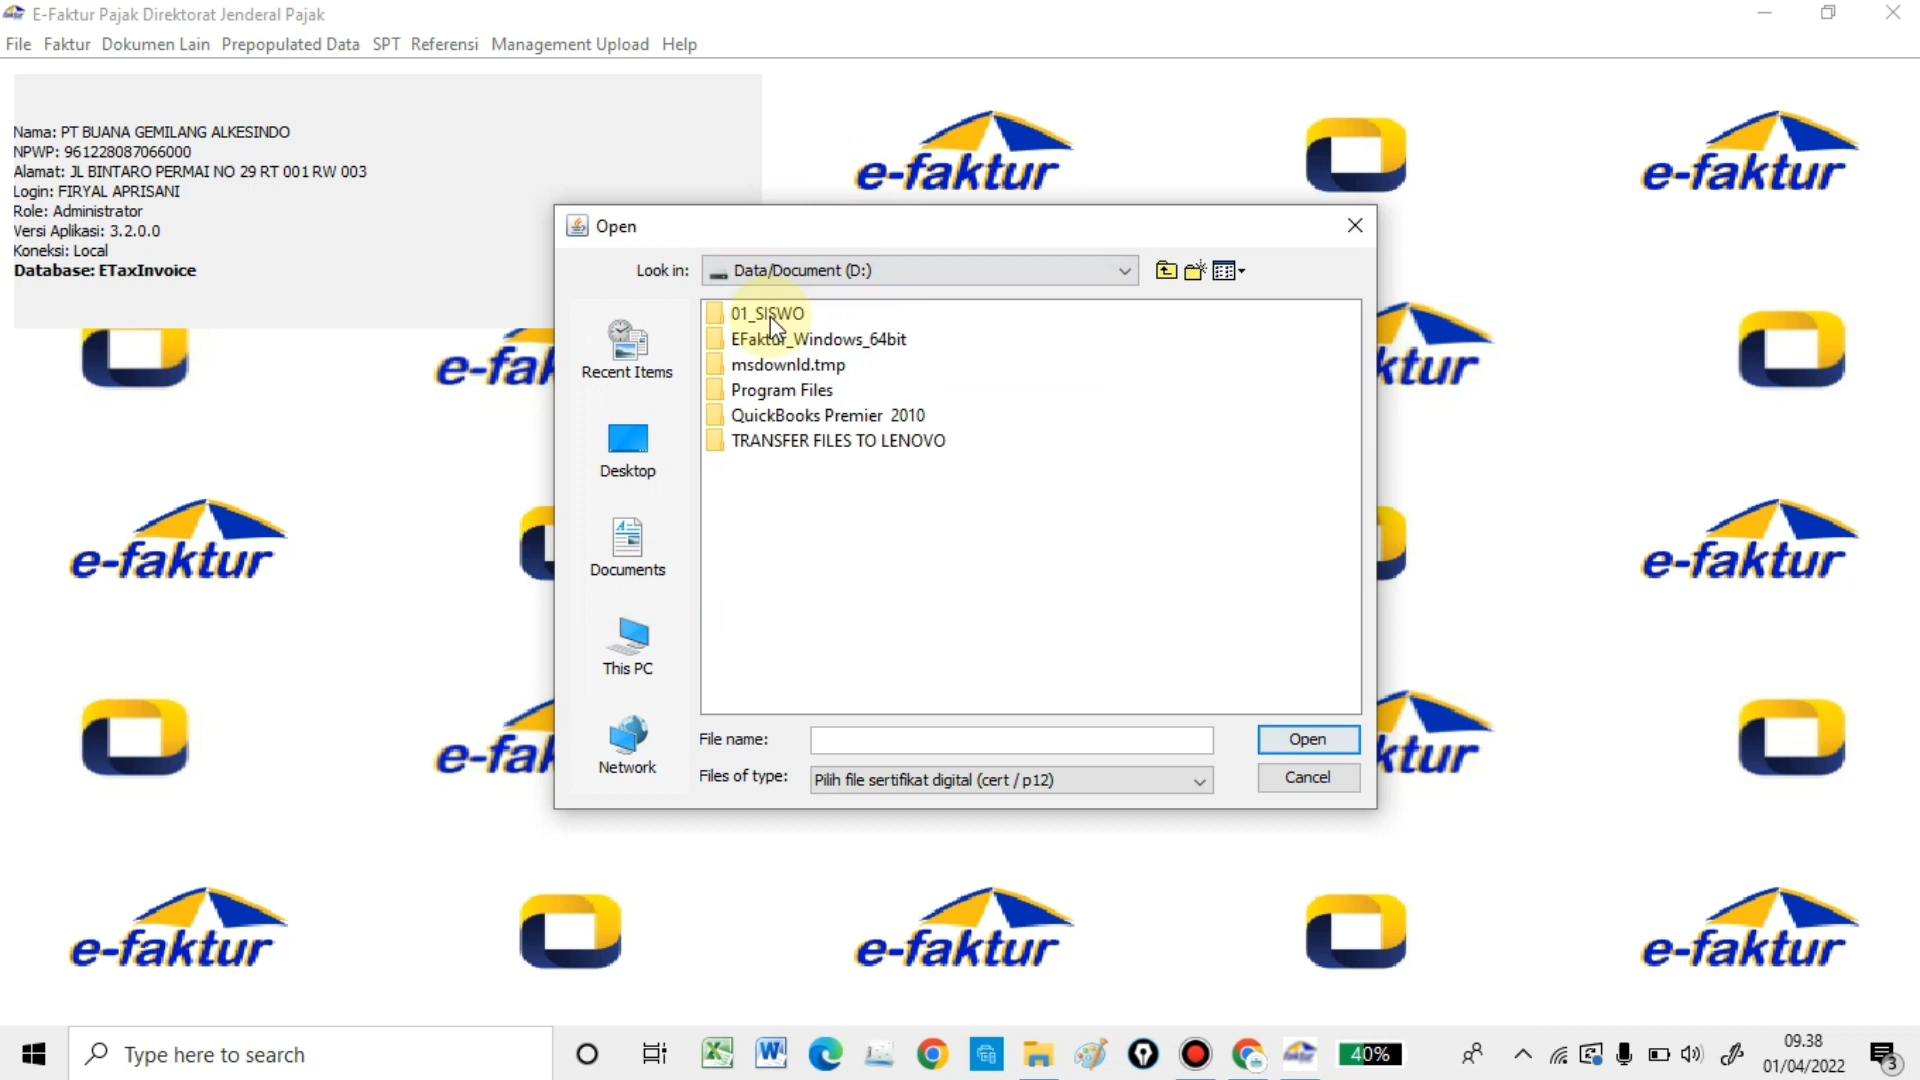 E-Faktur Pajak Direktorat Jenderal Pajak
File Faktur Dokumen Lain Prepopulated Data SPT Referensi Management Upload Help
Nama: PT BUANA GEMILANG ALKESINDO
NPWP: 961228087066000
Alamat: JL BINTARO PERMAI NO 29 RT 001 RW 003
Login: FIRYAL APRISANI
Role: Administrator
Versi Aplikasi: 3.2.0.0
Koneksi: Local
Database: ETaxInvoice
e-faktur
e-faktur
Open
Look in:
Data/Document (D:)
01_SISWO
EFaktur_Windows_64bit
msdownld.tmp
Program Files
QuickBooks Premier 2010
TRANSFER FILES TO LENOVO
Recent Items
Desktop
Documents
This PC
Network
File name:
Open
Files of type:
Pilih file sertifikat digital (cert / p12)
Cancel
e-fak
ktur
e-faktur
e-faktur
e-fak
ktur
e-faktur
e-faktur
e-faktur
Type here to search
40%
09.38
01/04/2022
3